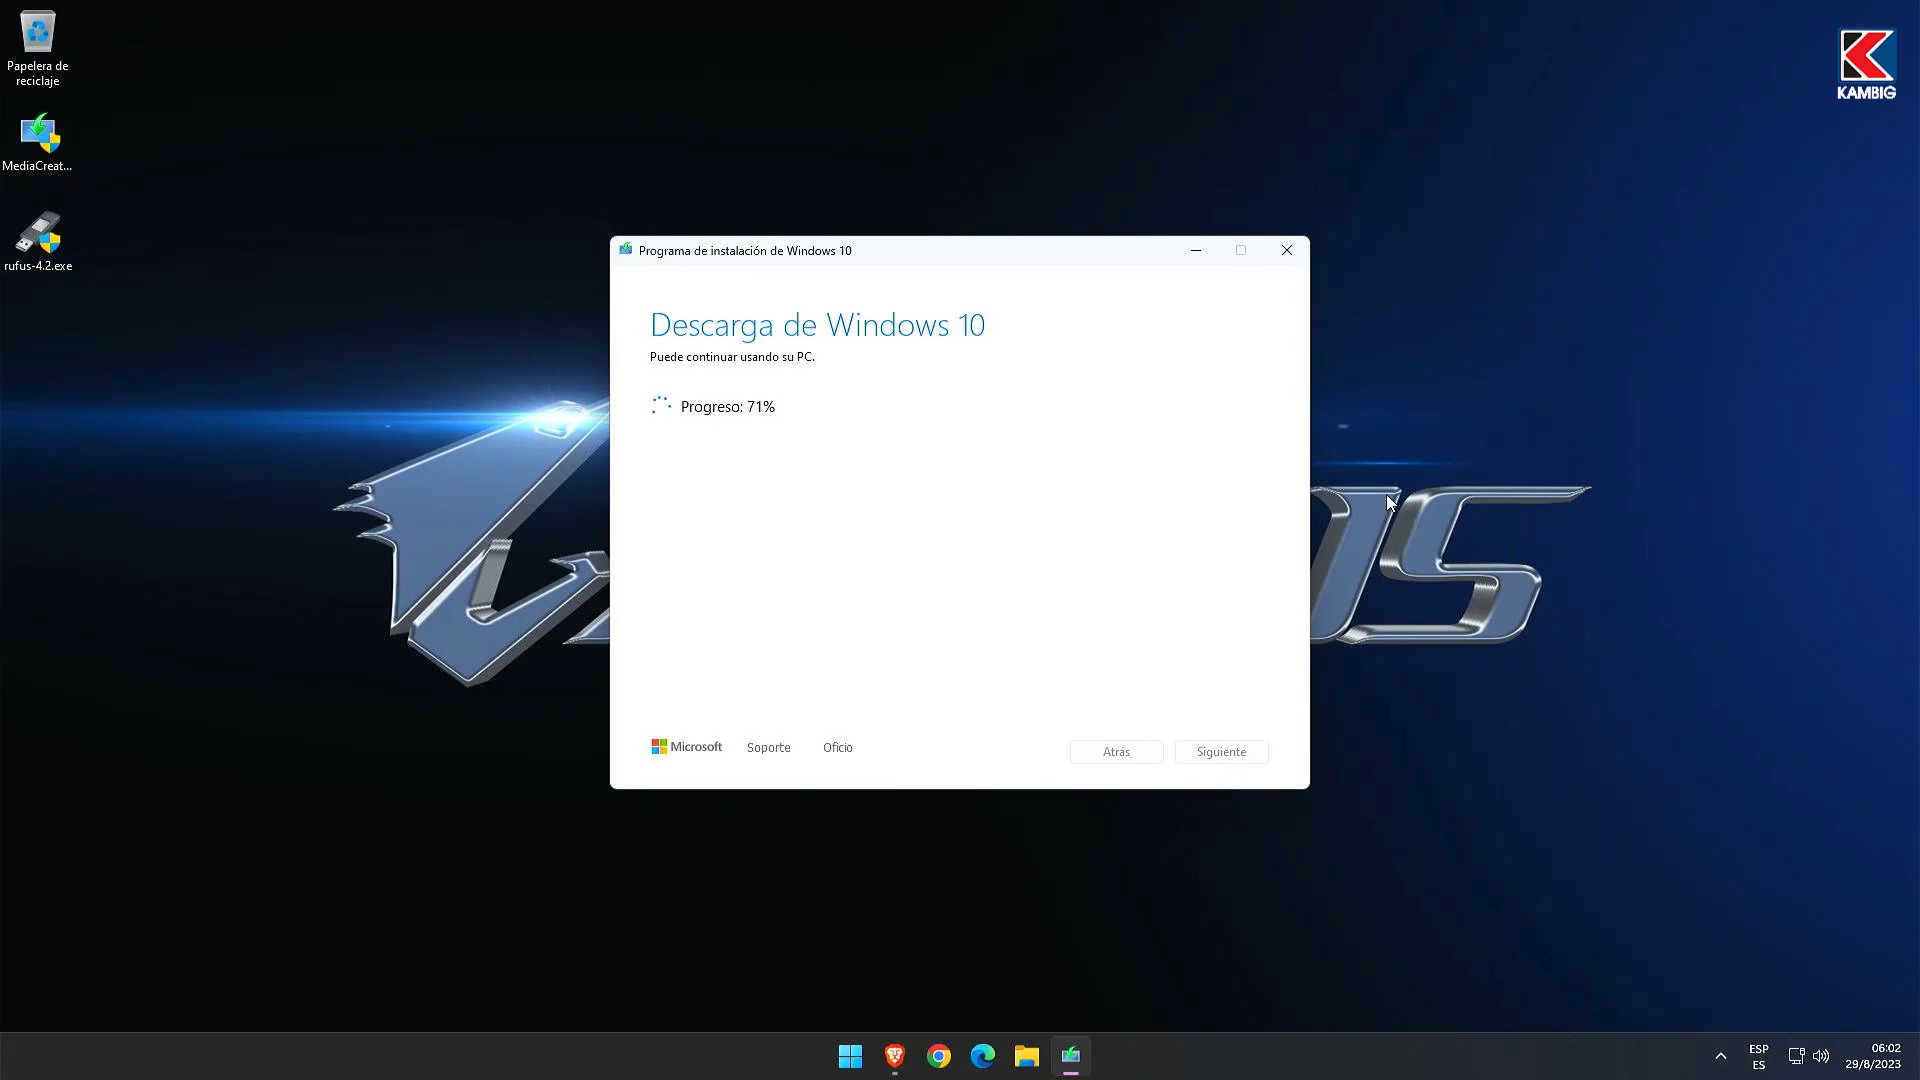 Papelera de
reciclaje
MediaCreat...
rufus-4.2.exe
KAMBIG
Programa de instalación de Windows 10
Descarga de Windows 10
Puede continuar usando su PC.
Progreso: 71%
Microsoft
Soporte
Oficio
Atrás
Siguiente
ESP
ES
06:02
29/8/2023